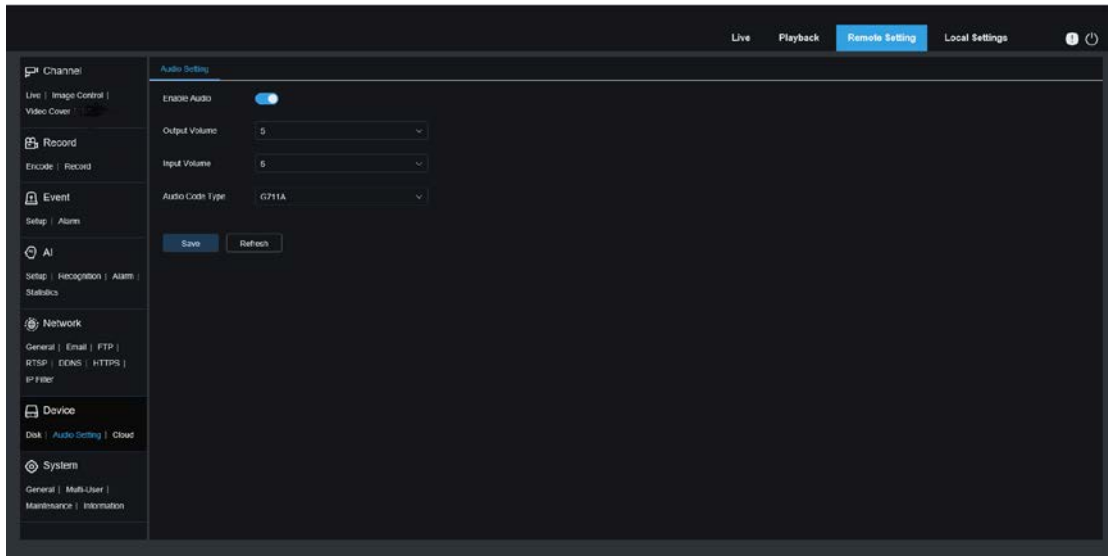 Live Playback Remote Setting Local Settings
Channel
Live | Image Control |
Video Cover
Record
Encode | Record
Event
Setup | Alarm
AI
Setup | Recognition | Alarm |
Statistics
Network
General | Email | FTP |
RTSP | DDNS | HTTPS |
IP Filter
Device
Disk | Audio Setting | Cloud
System
General | Multi-User |
Maintenance | Information
Audio Setting
Enable Audio
Output Volume 5
Input Volume 5
Audio Code Type G711A
Save Refresh